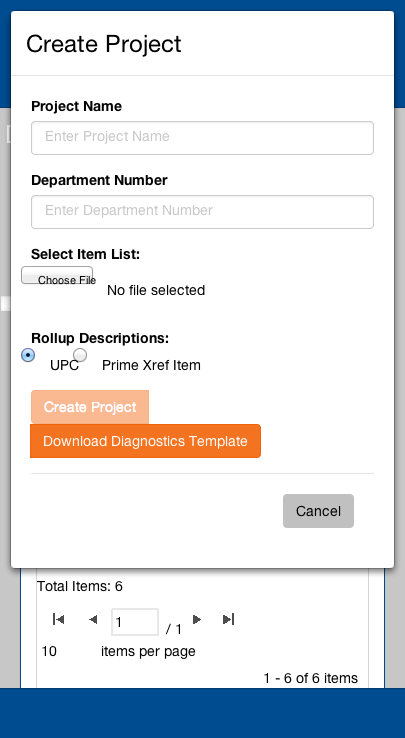 Create Project
Project Name
Enter Project Name
Department Number
Enter Department Number
Select Item List:
Choose File
No file selected
Rollup Descriptions:
UPC Prime Xref Item
Create Project
Download Diagnostics Template
Cancel
Total Items: 6
1 / 1
10 items per page
1 - 6 of 6 items